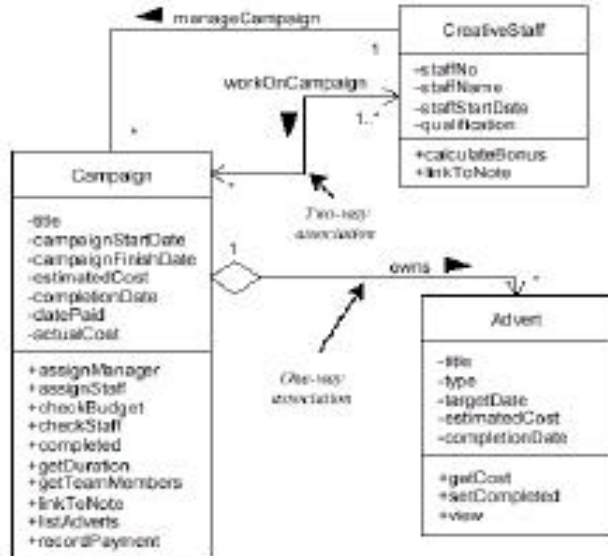 manageCampaign
1
*
CreativeStaff
-staffNo
-staffName
-staffStartDate
-qualification
+calculateBonus
+linkToNote
workOnCampaign
1..*
*
Two-way
association
Campaign
-title
-campaignStartDate
-campaignFinishDate
-estimatedCost
-completionDate
-datePaid
-actualCost
+assignManager
+assignStaff
+checkBudget
+checkStaff
+completed
+getDuration
+getTeamMembers
+linkToNote
+listAdverts
+recordPayment
1
owns
*
One-way
association
Advert
-title
-type
-targetDate
-estimatedCost
-completionDate
+getCost
+setCompleted
+view